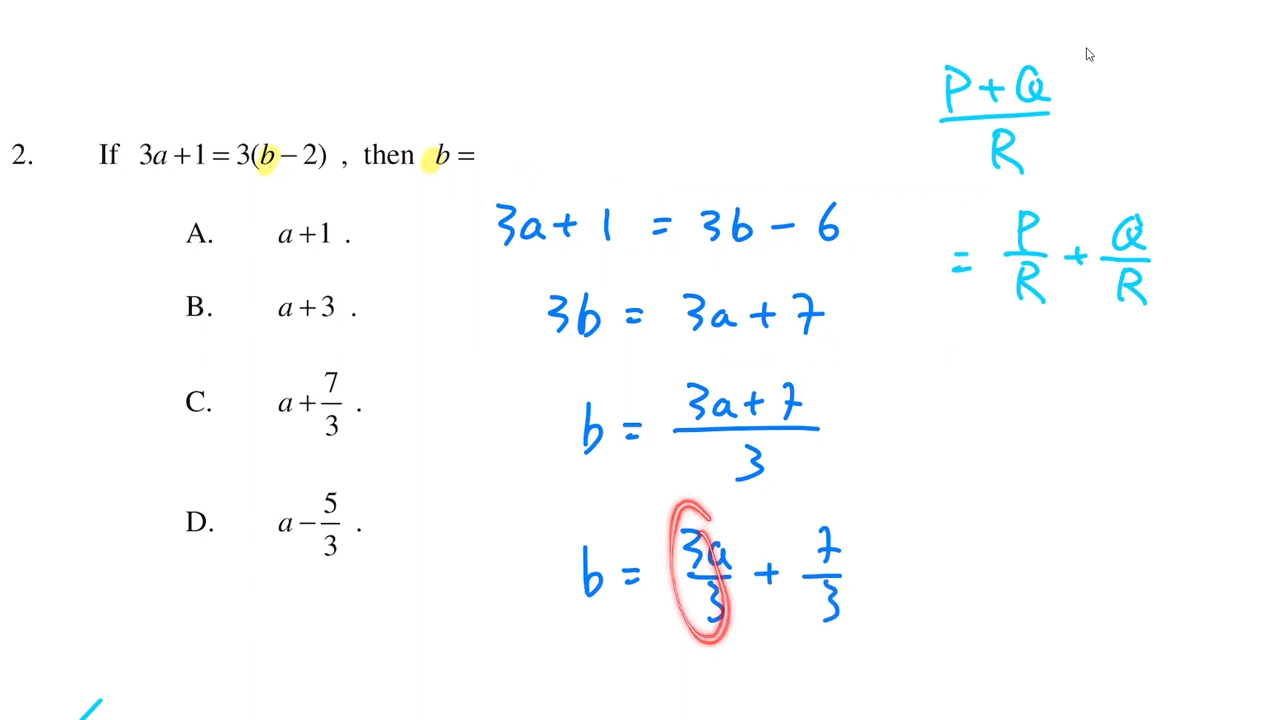 2. If 3a + 1 = 3(b − 2) , then b =
A. a + 1 .
B. a + 3 .
C. a + 7/3 .
D. a − 5/3 .
3a + 1 = 3b − 6
3b = 3a + 7
b = (3a + 7)/3
b = 3a/3 + 7/3
(P + Q)/R
= P/R + Q/R